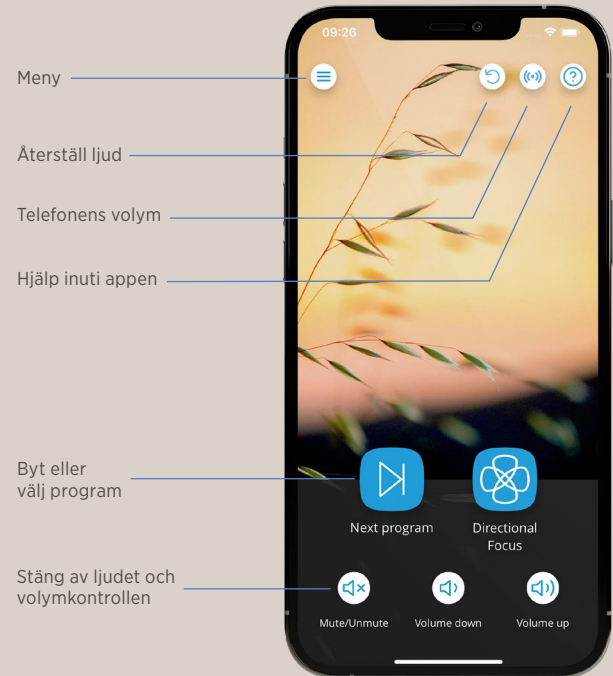 09:26
Meny
Återställ ljud
Telefonens volym
Hjälp inuti appen
Byt eller
välj program
Next program
Directional
Focus
Stäng av ljudet och
volymkontrollen
Mute/Unmute
Volume down
Volume up